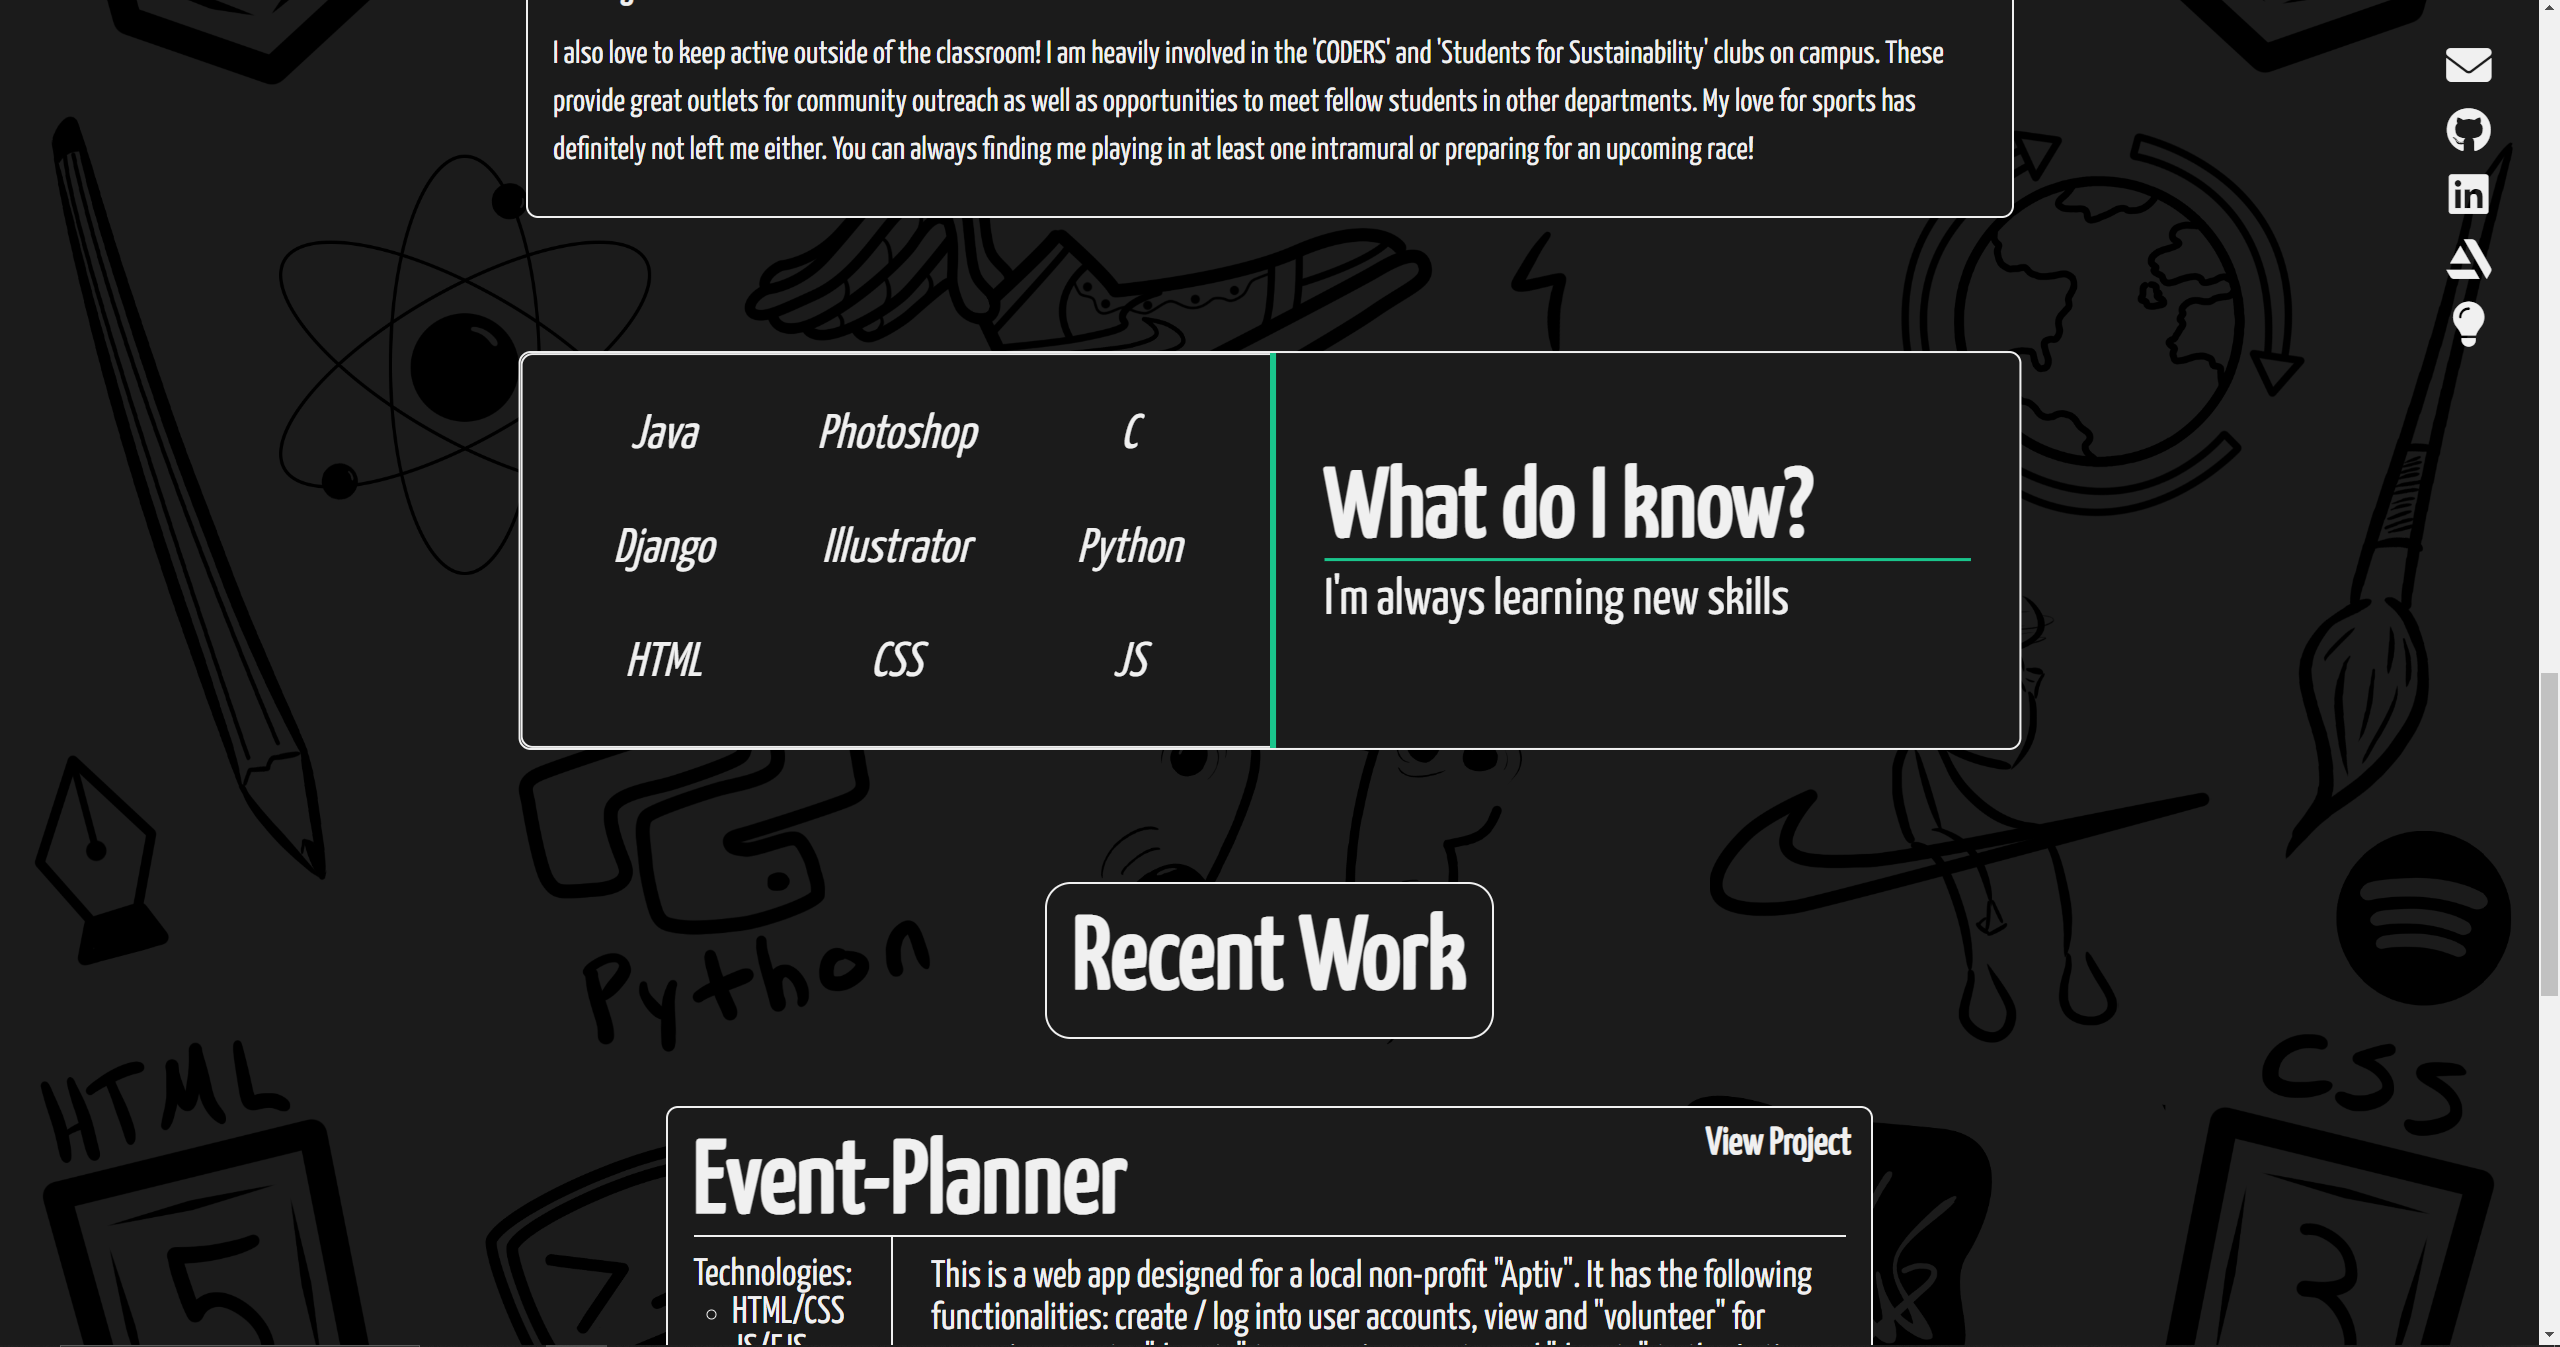 I also love to keep active outside of the classroom! I am heavily involved in the 'CODERS' and 'Students for Sustainability' clubs on campus. These
provide great outlets for community outreach as well as opportunities to meet fellow students in other departments. My love for sports has
definitely not left me either. You can always finding me playing in at least one intramural or preparing for an upcoming race!
in
Java Photoshop C
Django Illustrator Python
HTML CSS JS
What do I know?
I'm always learning new skills
Python
Recent Work
HTML
CSS
5
3
Event-Planner
View Project
Technologies:
HTML/CSS
This is a web app designed for a local non-profit "Aptiv". It has the following
functionalities: create / log into user accounts, view and "volunteer" for